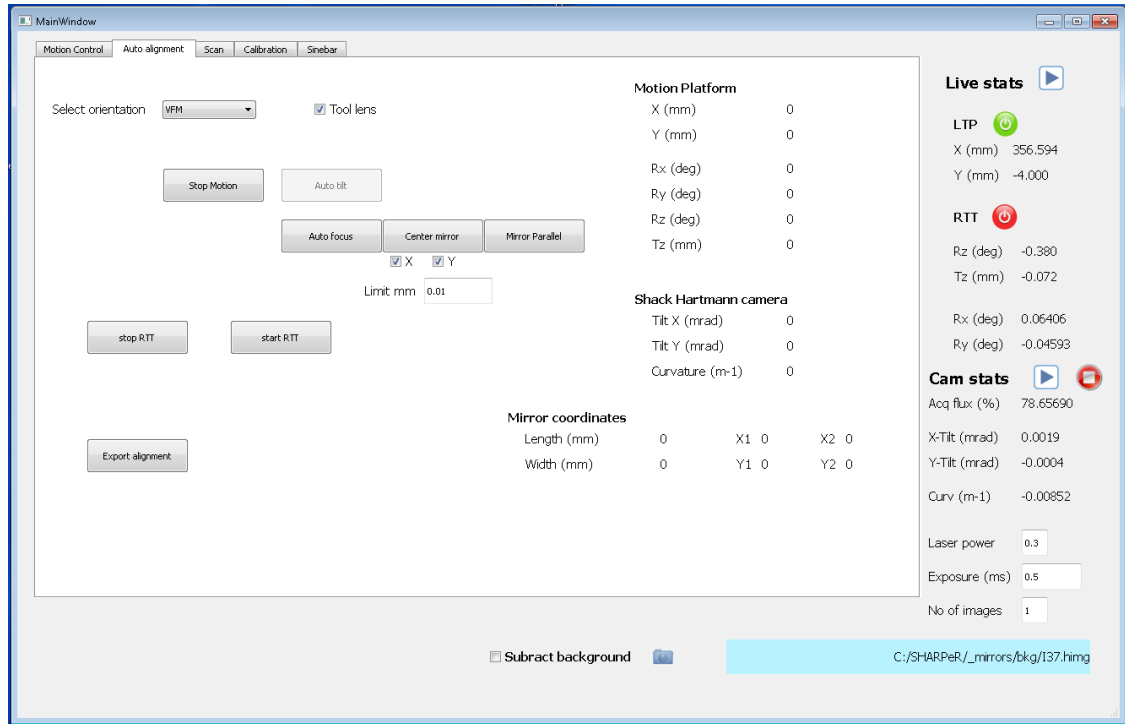 MainWindow
Motion Control Auto alignment Scan Calibration Sinebar
Select orientation VFM Tool lens
Stop Motion Auto tilt
Auto focus Center mirror Mirror Parallel
X Y
Limit mm 0.01
stop RTT start RTT
Export alignment
Motion Platform
X (mm) 0
Y (mm) 0
Rx (deg) 0
Ry (deg) 0
Rz (deg) 0
Tz (mm) 0
Shack Hartmann camera
Tilt X (mrad) 0
Tilt Y (mrad) 0
Curvature (m-1) 0
Mirror coordinates
Length (mm) 0 X1 0 X2 0
Width (mm) 0 Y1 0 Y2 0
Live stats
LTP
X (mm) 356.594
Y (mm) -4.000
RTT
Rz (deg) -0.380
Tz (mm) -0.072
Rx (deg) 0.06406
Ry (deg) -0.04593
Cam stats
Acq flux (%) 78.65690
X-Tilt (mrad) 0.0019
Y-Tilt (mrad) -0.0004
Curv (m-1) -0.00852
Laser power 0.3
Exposure (ms) 0.5
No of images 1
Subract background
C:/SHARPeR/_mirrors/bkg/I37.himg